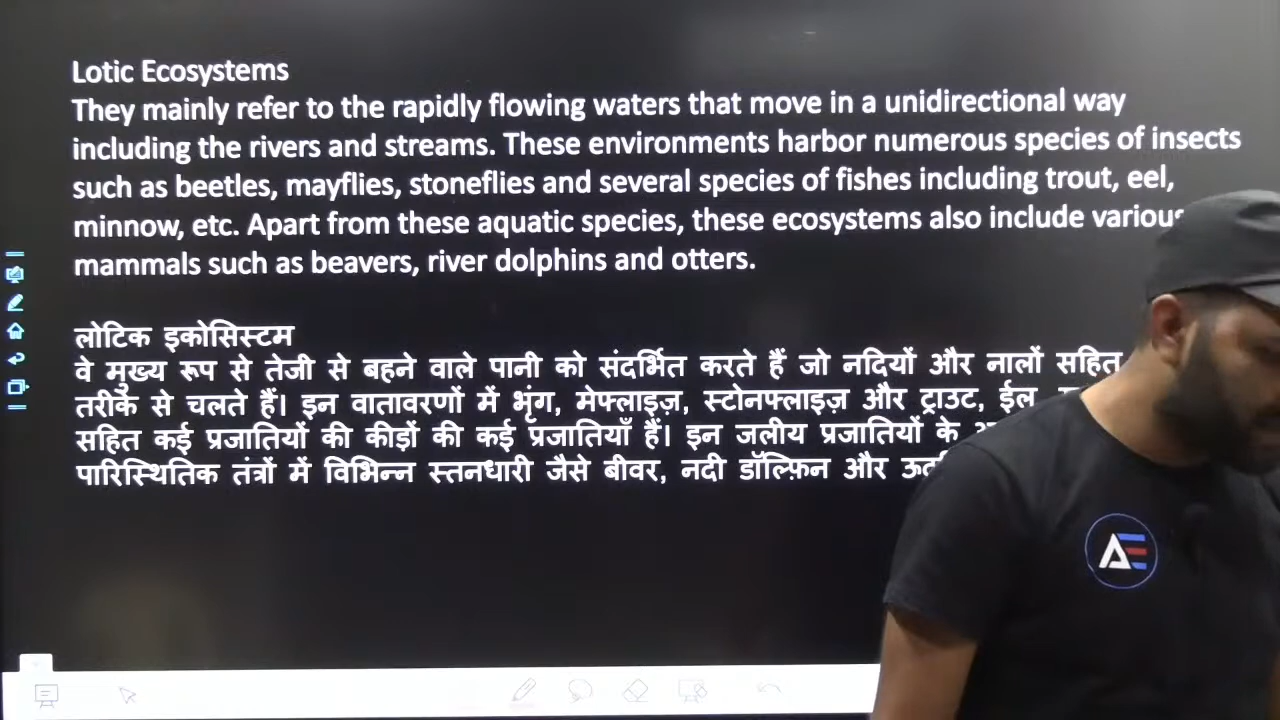 Lotic Ecosystems
They mainly refer to the rapidly flowing waters that move in a unidirectional way
including the rivers and streams. These environments harbor numerous species of insects
such as beetles, mayflies, stoneflies and several species of fishes including trout, eel,
minnow, etc. Apart from these aquatic species, these ecosystems also include various
mammals such as beavers, river dolphins and otters.
लोटिक इकोसिस्टम
वे मुख्य रूप से तेजी से बहने वाले पानी को संदर्भित करते हैं जो नदियों और नालों सहित
तरीके से चलते हैं। इन वातावरणों में भृंग, मेफ्लाइज़, स्टोनफ्लाइज़ और ट्राउट, ईल,
सहित कई प्रजातियों की कीड़ों की कई प्रजातियाँ हैं। इन जलीय प्रजातियों के
पारिस्थितिक तंत्रों में विभिन्न स्तनधारी जैसे बीवर, नदी डॉल्फ़िन और
AE